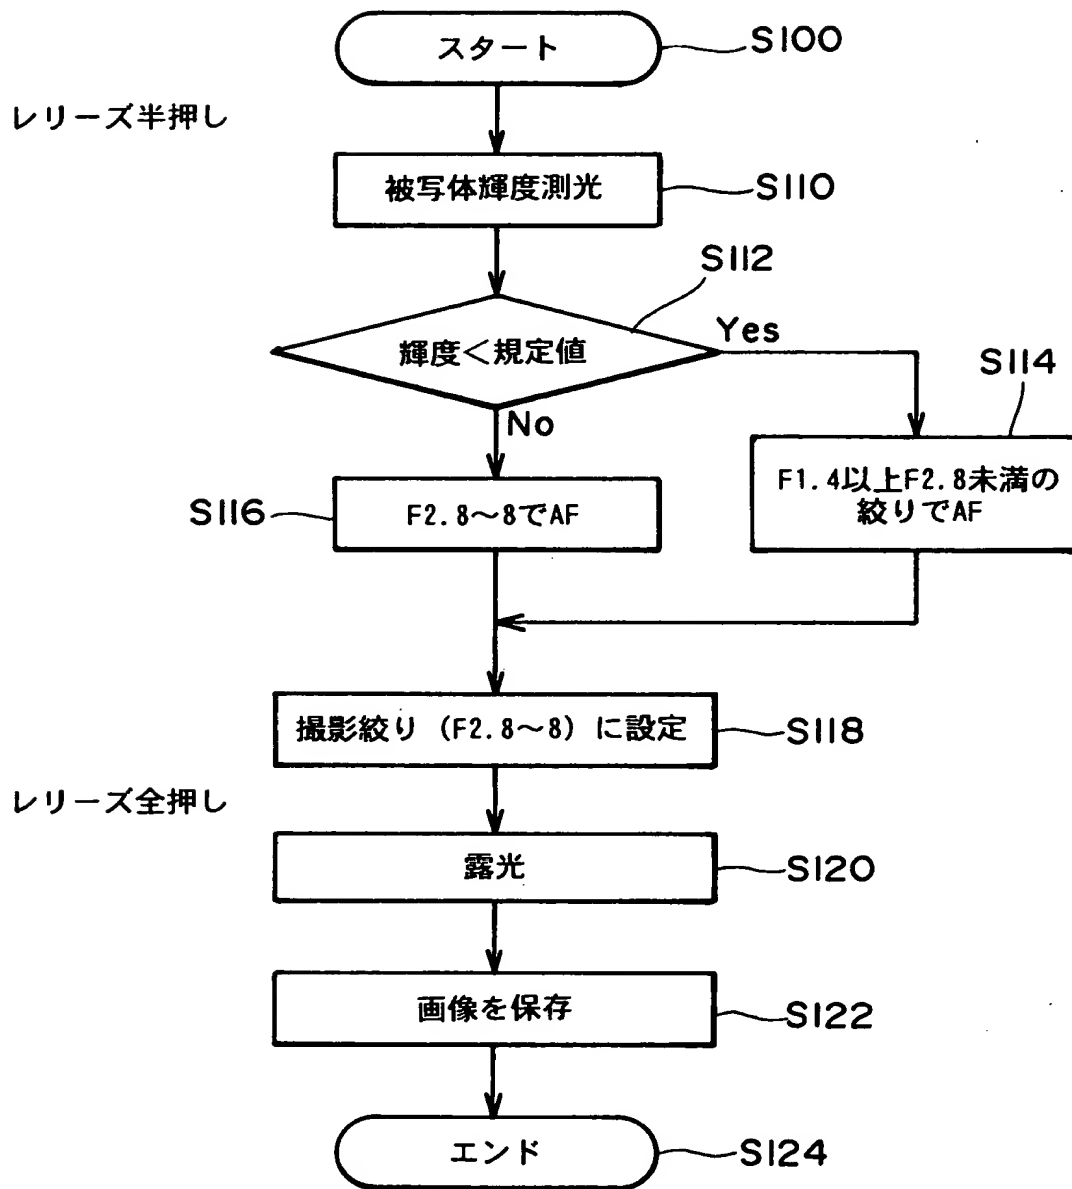 スタート
S100
レリーズ半押し
被写体輝度測光
S110
S112
輝度<規定値
Yes
S114
No
F1.4以上F2.8未満の
絞りでAF
S116
F2.8～8でAF
撮影絞り (F2.8～8) に設定
S118
レリーズ全押し
露光
S120
画像を保存
S122
エンド
S124